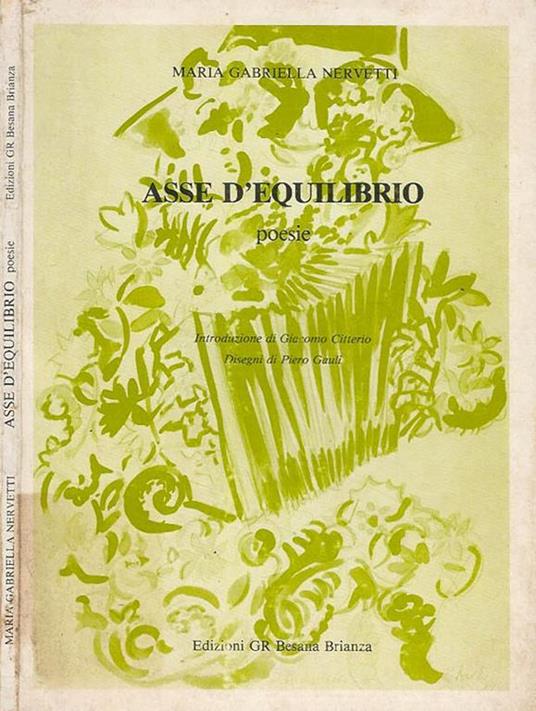 MARIA GABRIELLA NERVETTI
ASSE D'EQUILIBRIO
poesie
Introduzione di Giacomo Citterio
Disegni di Piero Gauli
Edizioni GR Besana Brianza
MARIA GABRIELLA NERVETTI ASSE D'EQUILIBRIO poesie Edizioni GR Besana Brianza